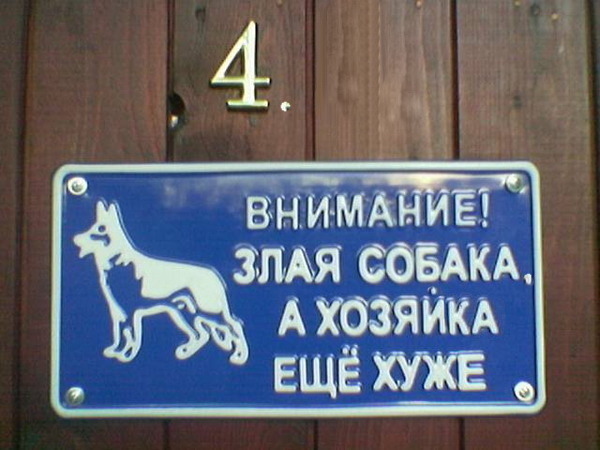 4.
ВНИМАНИЕ!
ЗЛАЯ СОБАКА,
А ХОЗЯЙКА
ЕЩЁ ХУЖЕ